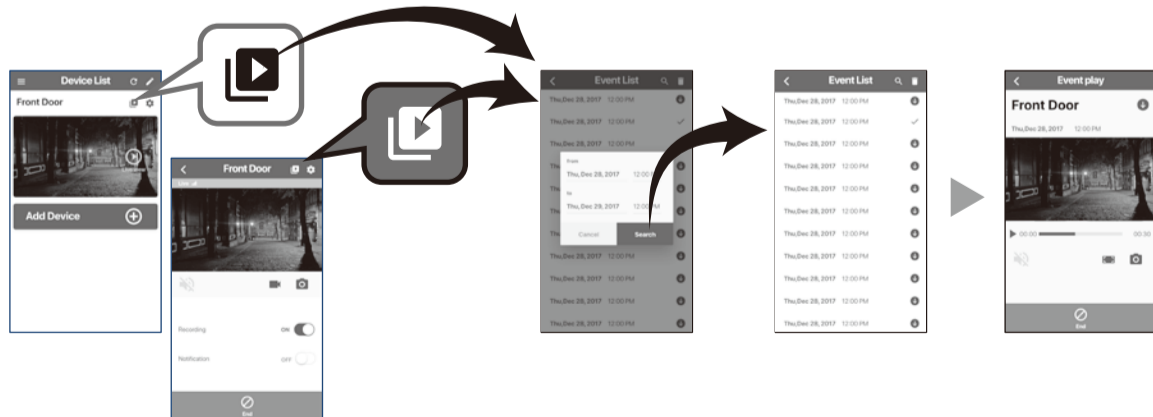 Device List
Front Door
Add Device
Front Door
Live
Recording ON
Notification OFF
End
Event List
Thu,Dec 28, 2017 12:00 PM
Thu,Dec 28, 2017 12:00 PM
Thu,Dec 28, 2017 12:00 PM
from
Thu,Dec 28, 2017 12:00 PM
to
Thu,Dec 29, 2017 12:00 PM
Cancel Search
Thu,Dec 28, 2017 12:00 PM
Thu,Dec 28, 2017 12:00 PM
Thu,Dec 28, 2017 12:00 PM
Event List
Thu,Dec 28, 2017 12:00 PM
Thu,Dec 28, 2017 12:00 PM
Thu,Dec 28, 2017 12:00 PM
Thu,Dec 28, 2017 12:00 PM
Thu,Dec 28, 2017 12:00 PM
Thu,Dec 28, 2017 12:00 PM
Thu,Dec 28, 2017 12:00 PM
Thu,Dec 28, 2017 12:00 PM
Thu,Dec 28, 2017 12:00 PM
Thu,Dec 28, 2017 12:00 PM
Thu,Dec 28, 2017 12:00 PM
Event play
Front Door
Thu,Dec 28, 2017 12:00 PM
00:00 00:30
End